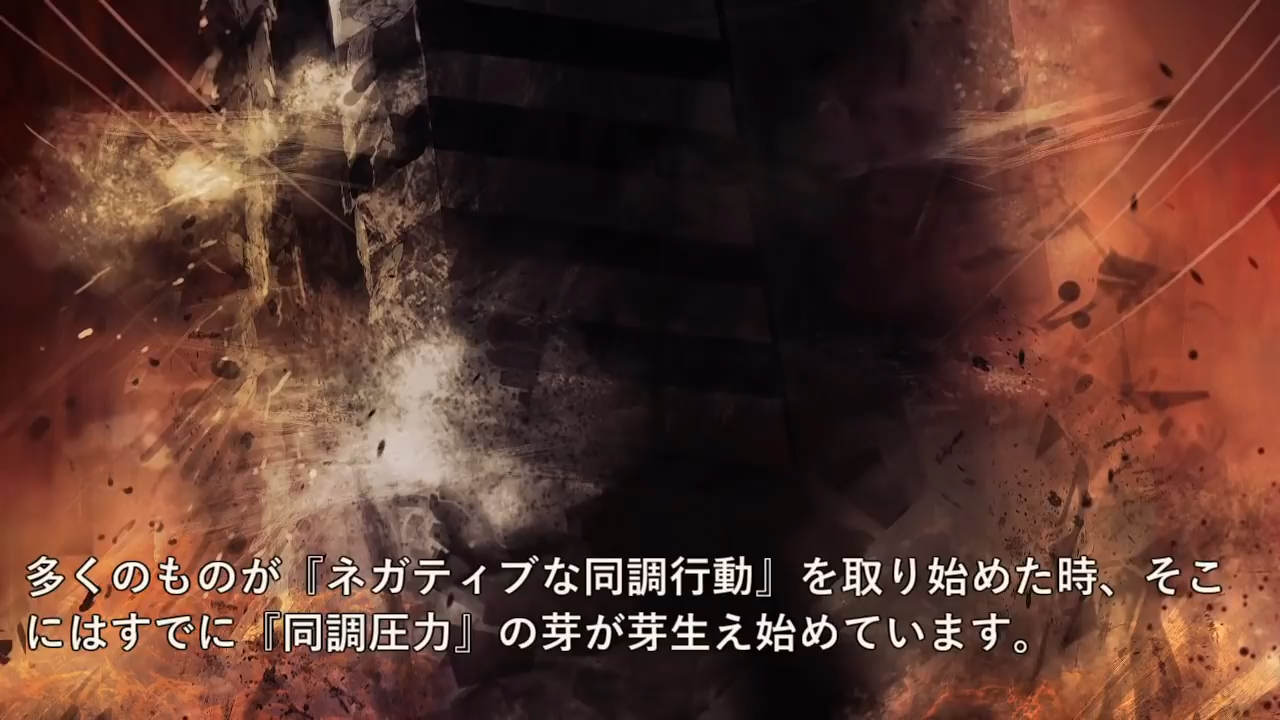 多くのものが『ネガティブな同調行動』を取り始めた時、そこ
にはすでに『同調圧力』の芽が芽生え始めています。